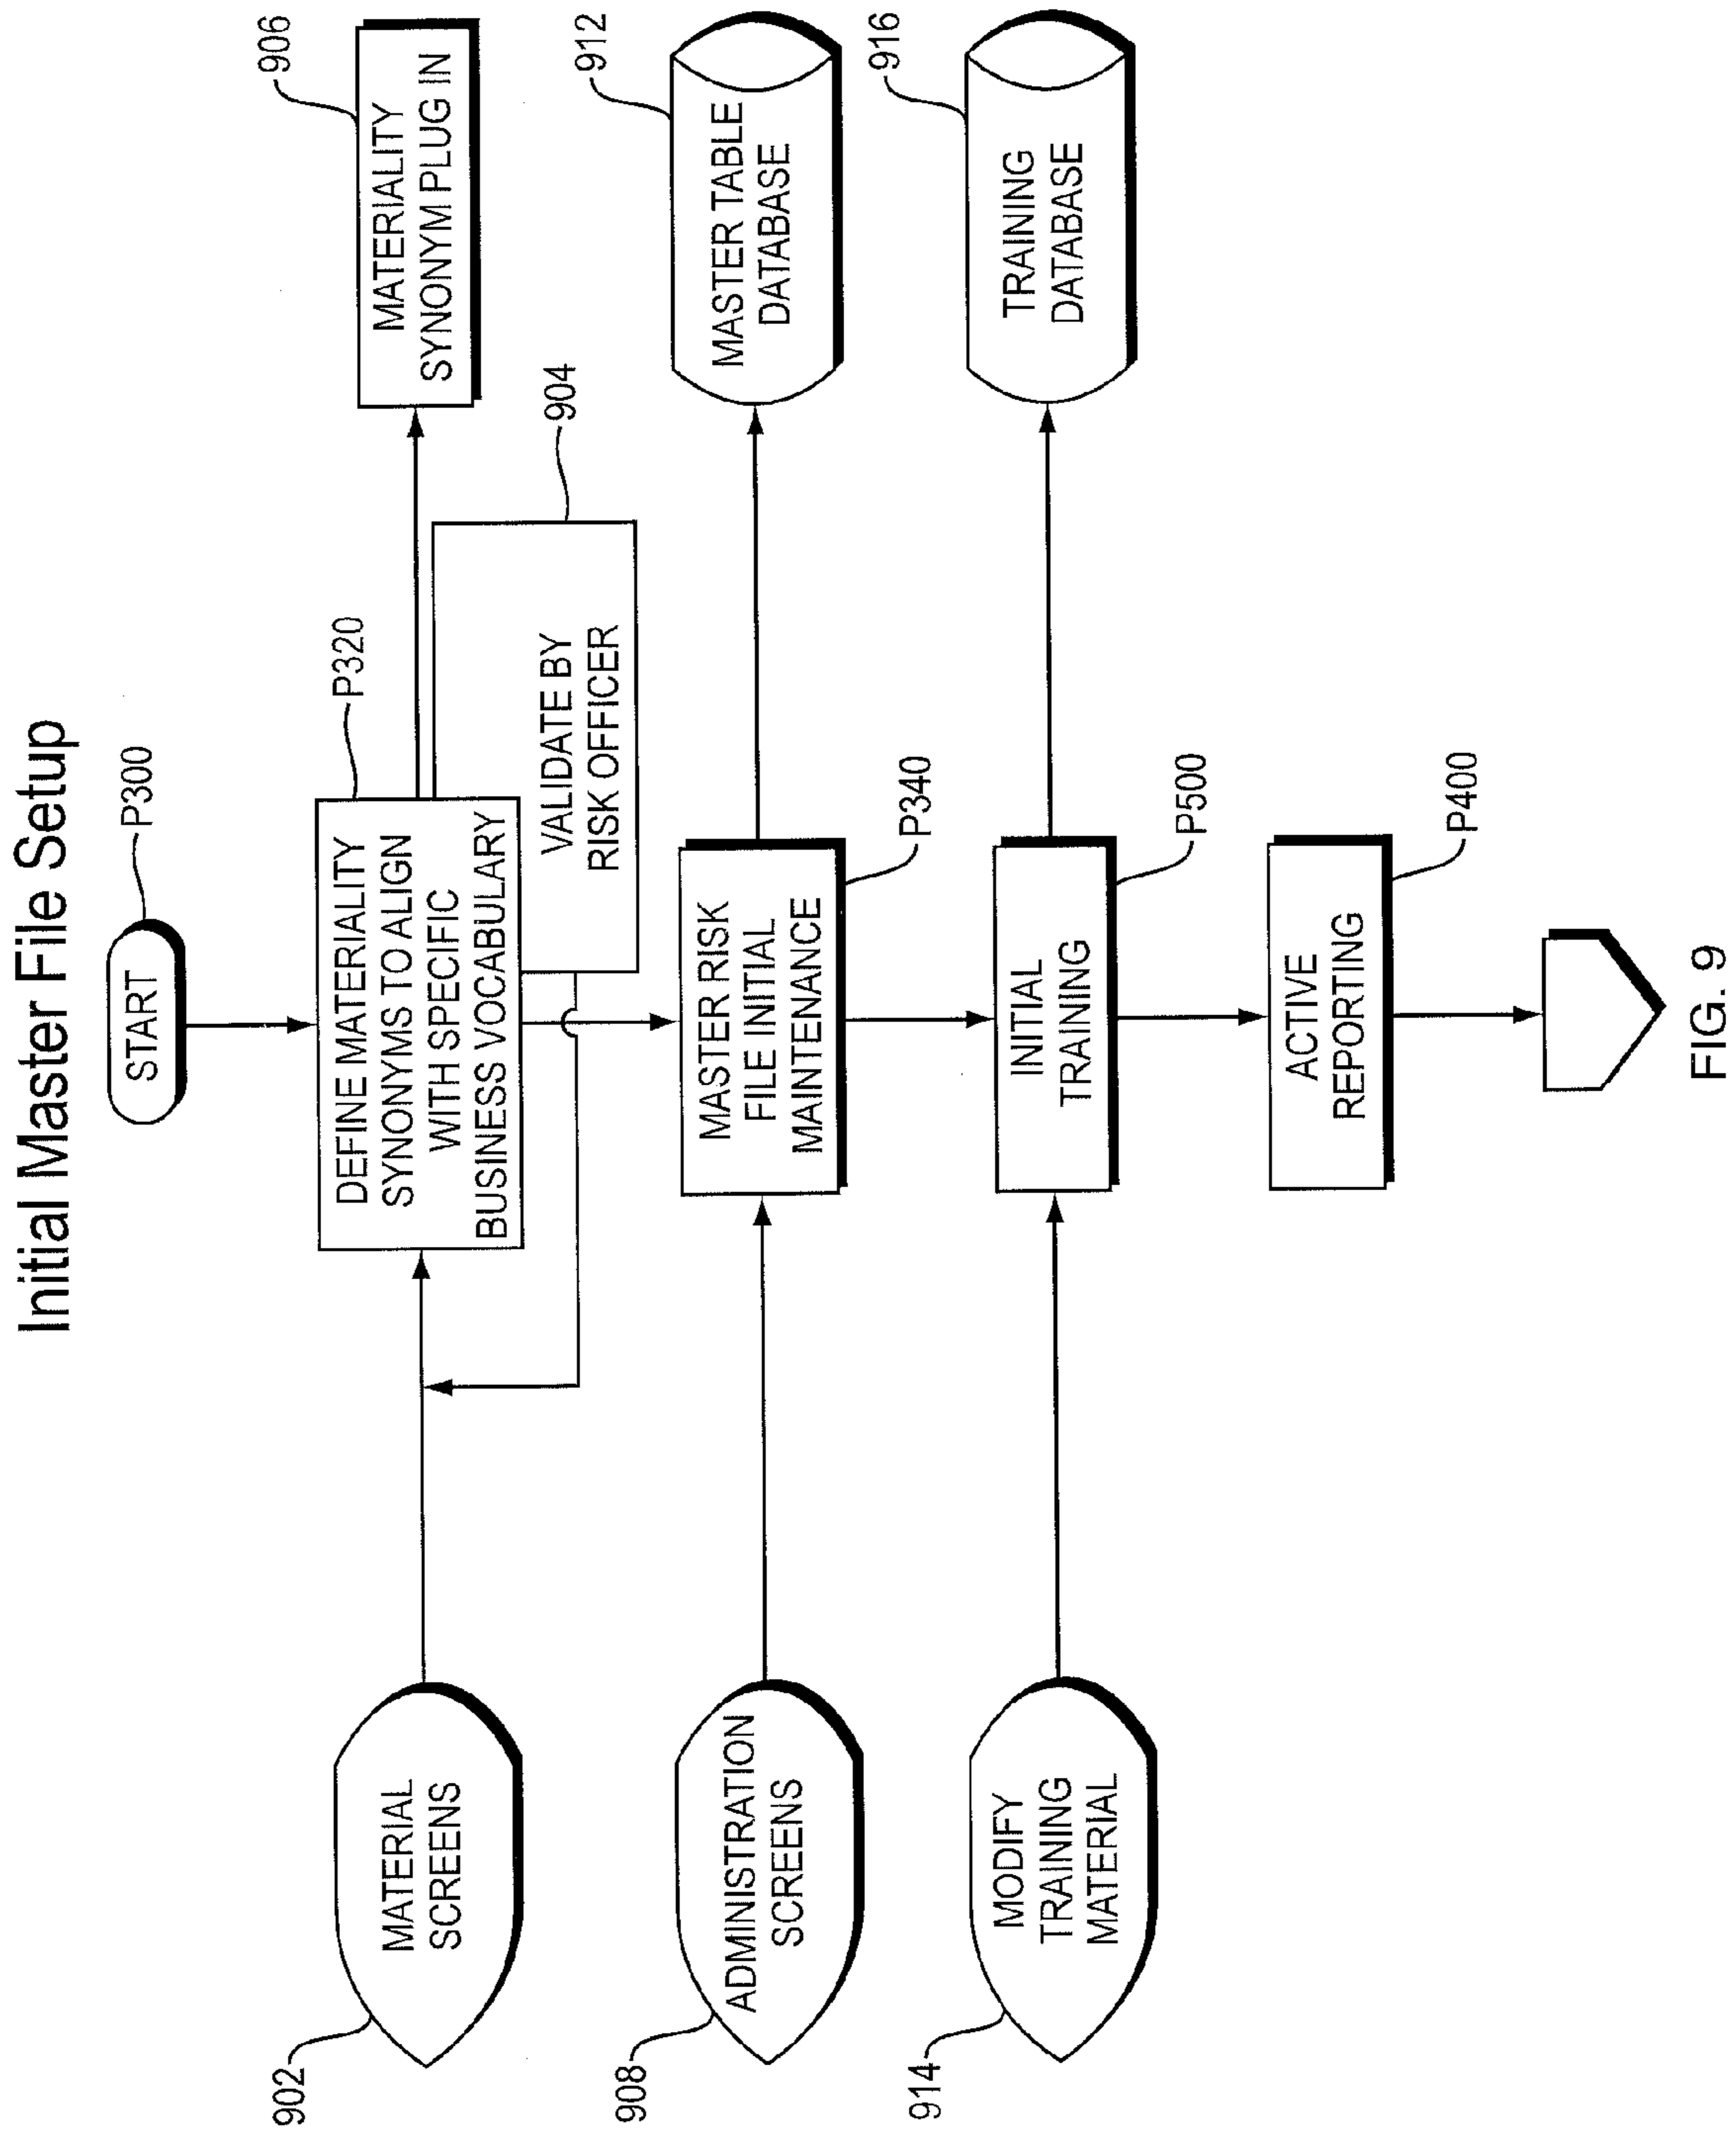 Initial Master File Setup
START
P300
DEFINE MATERIALITY
SYNONYMS TO ALIGN
WITH SPECIFIC
BUSINESS VOCABULARY
P320
MATERIAL
SCREENS
902
VALIDATE BY
RISK OFFICER
904
MATERIALITY
SYNONYM PLUG IN
906
ADMINISTRATION
SCREENS
908
MASTER RISK
FILE INITIAL
MAINTENANCE
P340
MASTER TABLE
DATABASE
912
MODIFY
TRAINING
MATERIAL
914
INITIAL
TRAINING
P500
TRAINING
DATABASE
916
ACTIVE
REPORTING
P400
FIG. 9